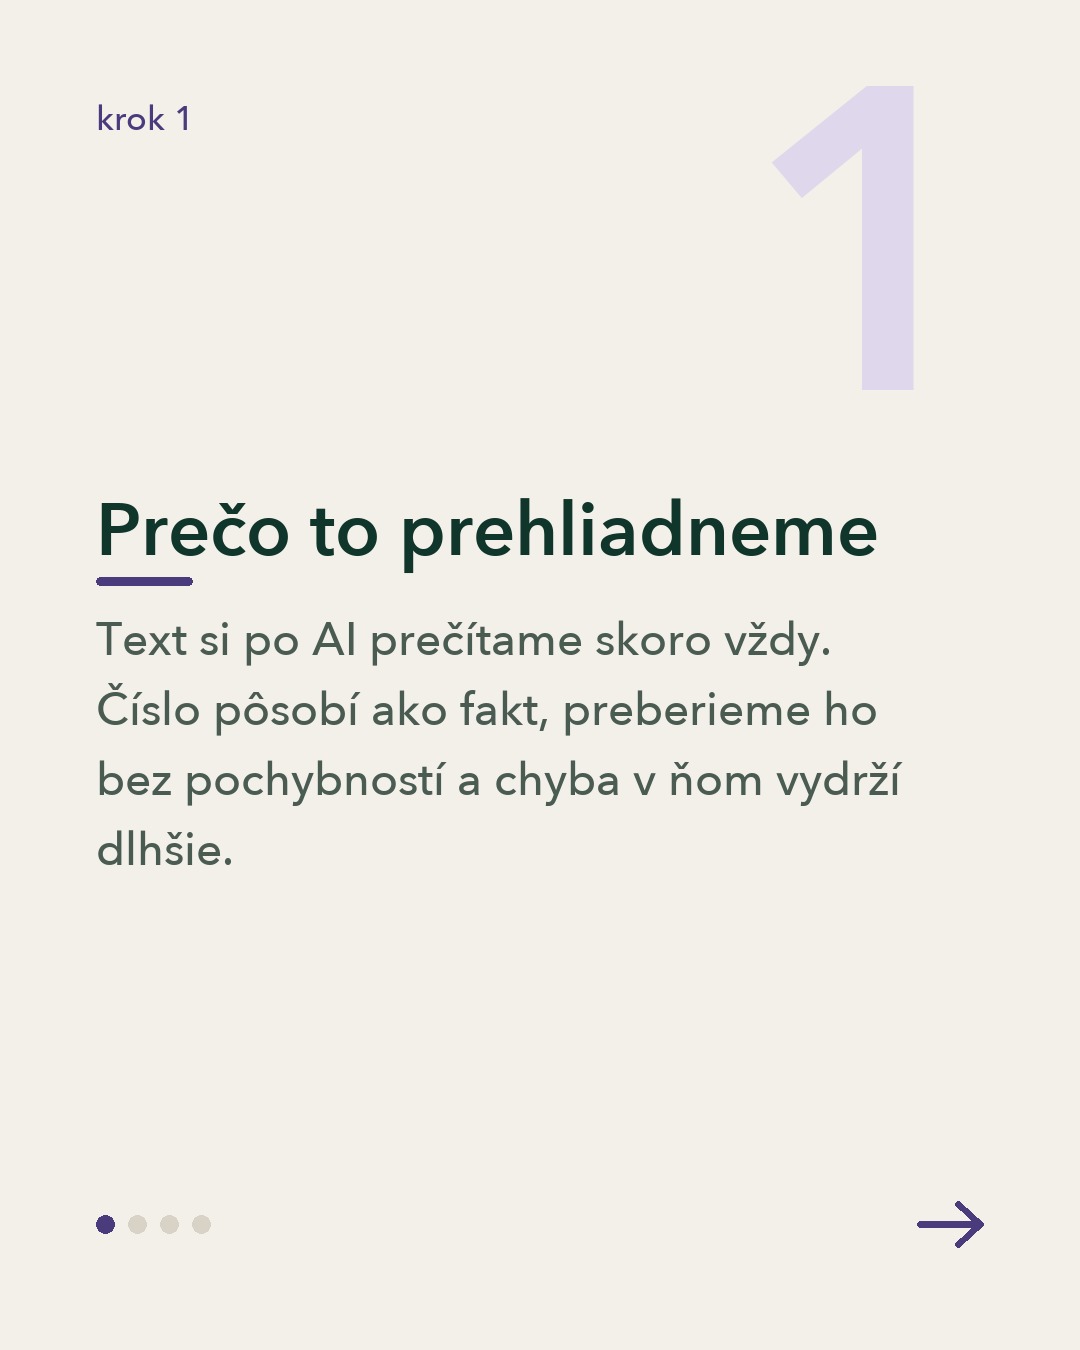 krok 1
1
Prečo to prehliadneme
Text si po AI prečítame skoro vždy.
Číslo pôsobí ako fakt, preberieme ho
bez pochybností a chyba v ňom vydrží
dlhšie.